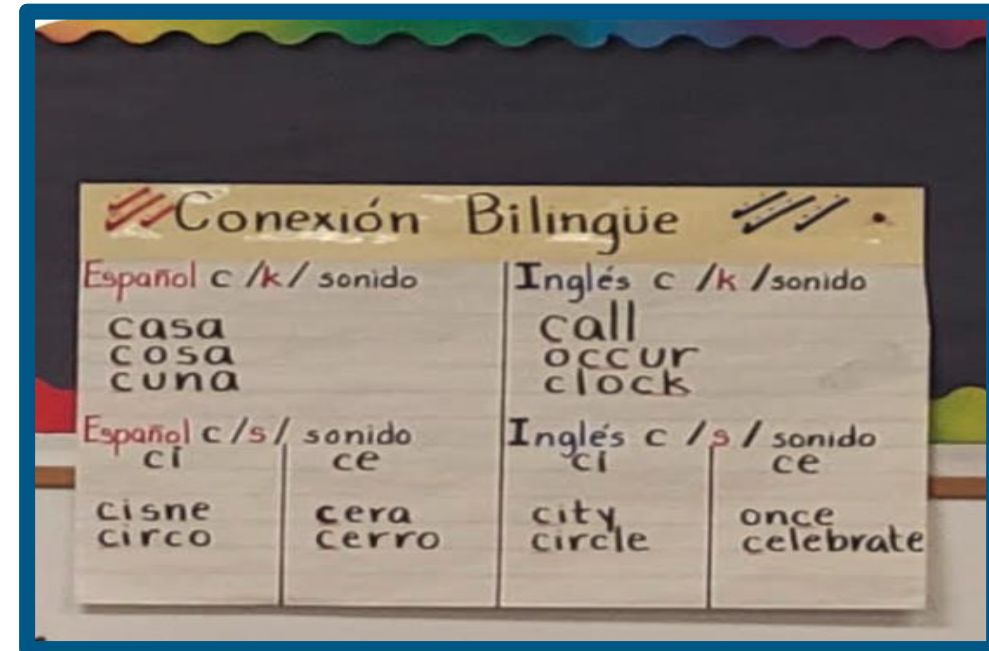 Conexión Bilingüe
Español c /k/ sonido
casa
cosa
cuna
Inglés c /k/ sonido
call
occur
clock
Español c /s/ sonido
ci
cisne
circo
ce
cera
cerro
Inglés c /s/ sonido
ci
city
circle
ce
once
celebrate